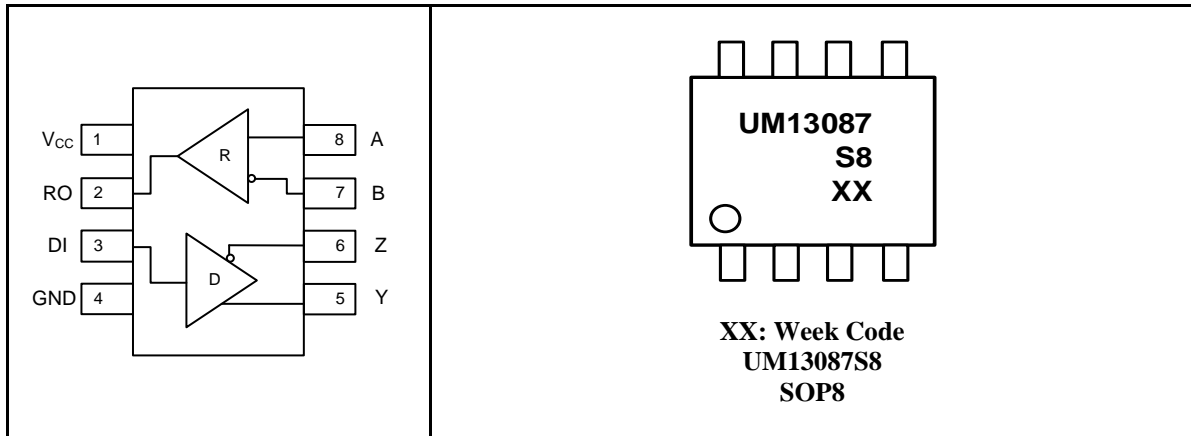 VCC 1
RO 2
DI 3
GND 4
R
D
8 A
7 B
6 Z
5 Y
UM13087
S8
XX
XX: Week Code
UM13087S8
SOP8